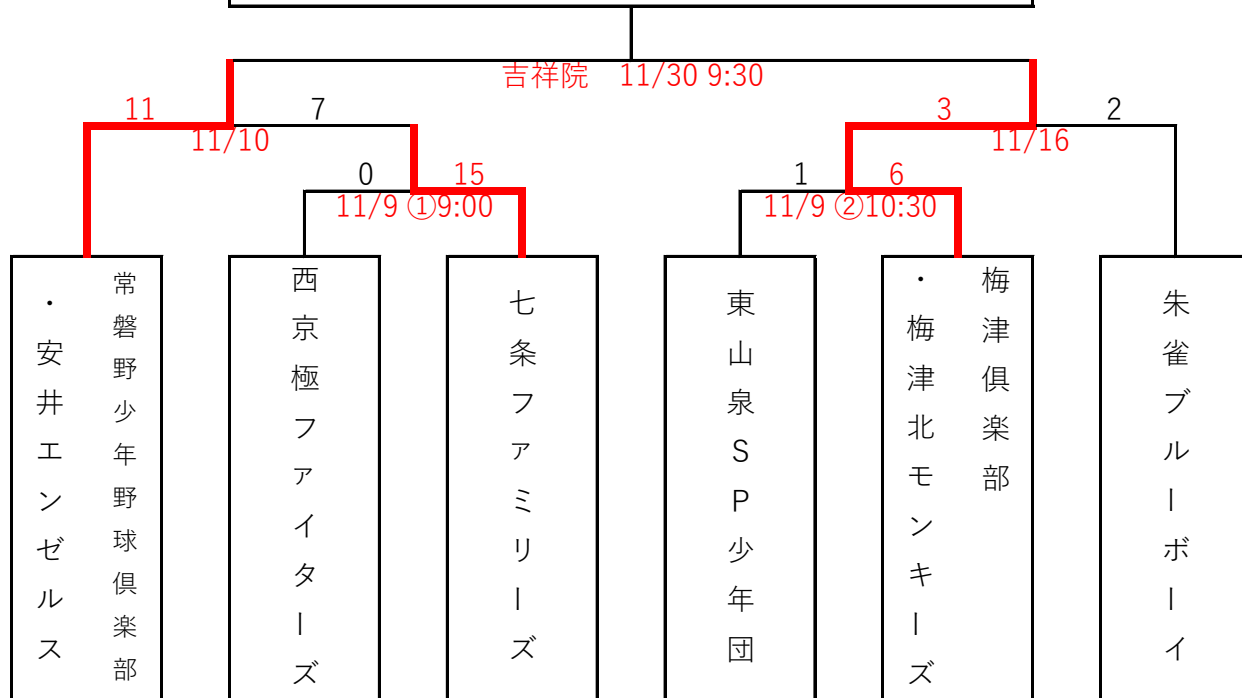 吉祥院　11/30 9:30
11
7
3
2
11/10
11/16
0
15
1
6
11/9 ①9:00
11/9 ②10:30
常磐野少年野球倶楽部
・安井エンゼルス
西京極ファイターズ
七条ファミリーズ
東山泉SP少年団
梅津倶楽部
・梅津北モンキーズ
朱雀ブルーボーイ